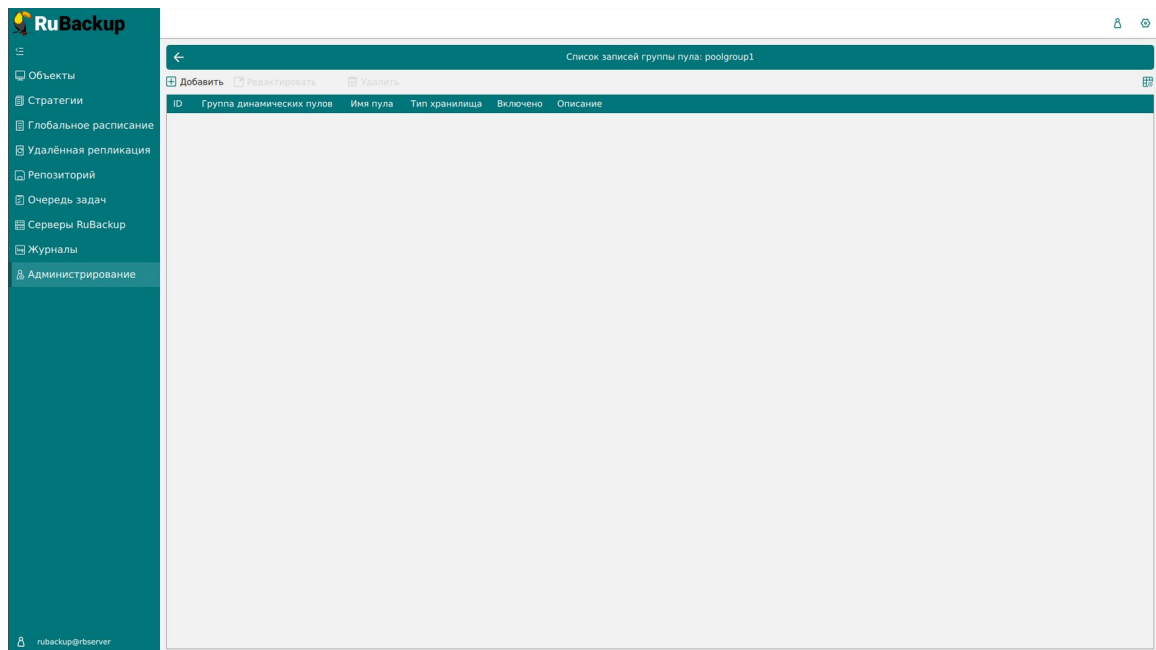 RuBackup
Список записей группы пула: poolgroup1
Объекты
Добавить Редактировать Удалить
Стратегии
ID Группа динамических пулов Имя пула Тип хранилища Включено Описание
Глобальное расписание
Удалённая репликация
Репозиторий
Очередь задач
Серверы RuBackup
Журналы
Администрирование
rubackup@rbserver